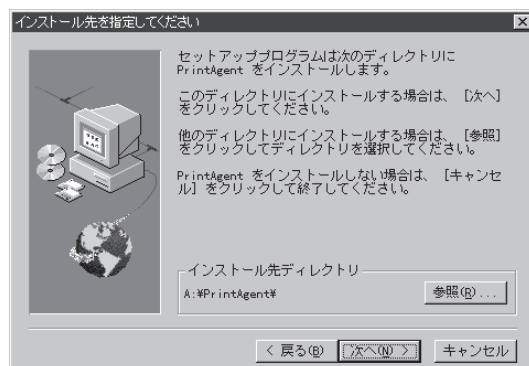 インストール先を指定してください
セットアッププログラムは次のディレクトリに
PrintAgent をインストールします。
このディレクトリにインストールする場合は、 [次へ]
をクリックしてください。
他のディレクトリにインストールする場合は、 [参照]
をクリックしてディレクトリを選択してください。
PrintAgent をインストールしない場合は、 [キャンセ
ル] をクリックして終了してください。
インストール先ディレクトリ
A:¥PrintAgent¥
参照(R)...
< 戻る(B)
次へ(N) >
キャンセル